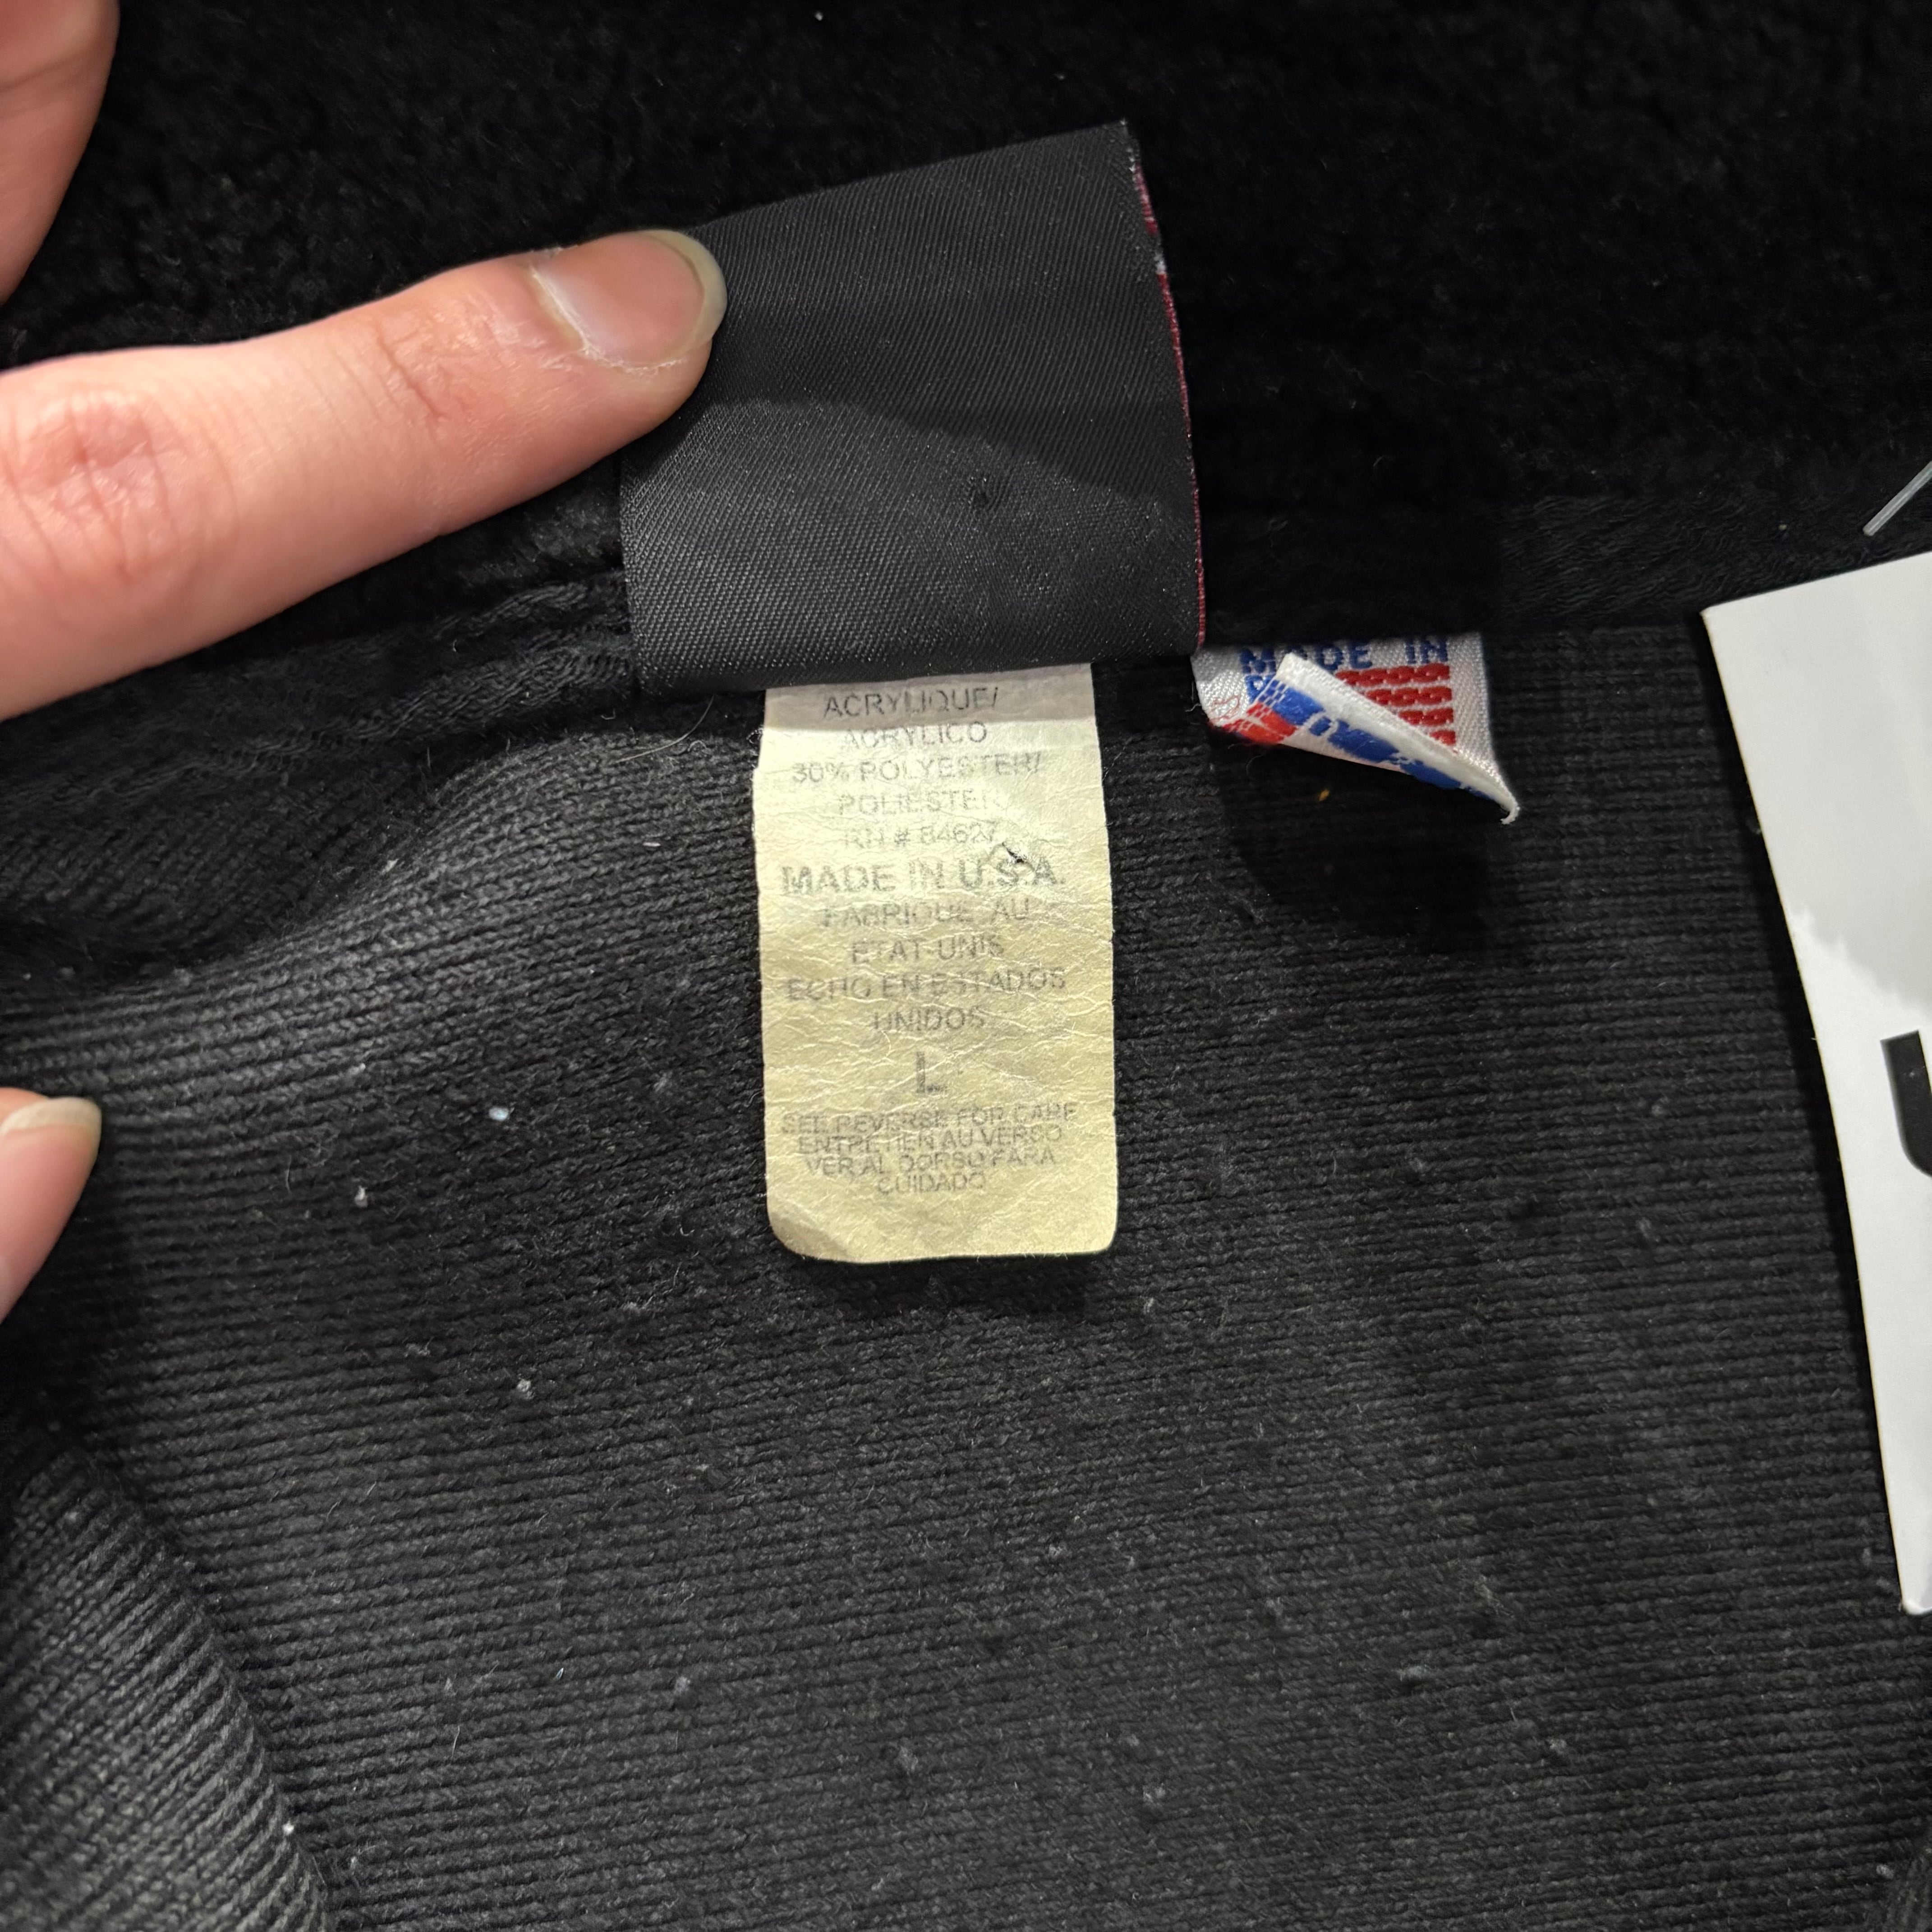 ACRYLIQUE/
ACRYLICO
30% POLYESTER/
POLIESTER
RN # 84627
MADE IN U.S.A.
FABRIQUE AU
ETAT-UNIS
ECHO EN ESTADOS
UNIDOS
L
SEE REVERSE FOR CARE
ENTRETIEN AU VERSO
VER AL DORSO PARA
CUIDADO
MADE IN